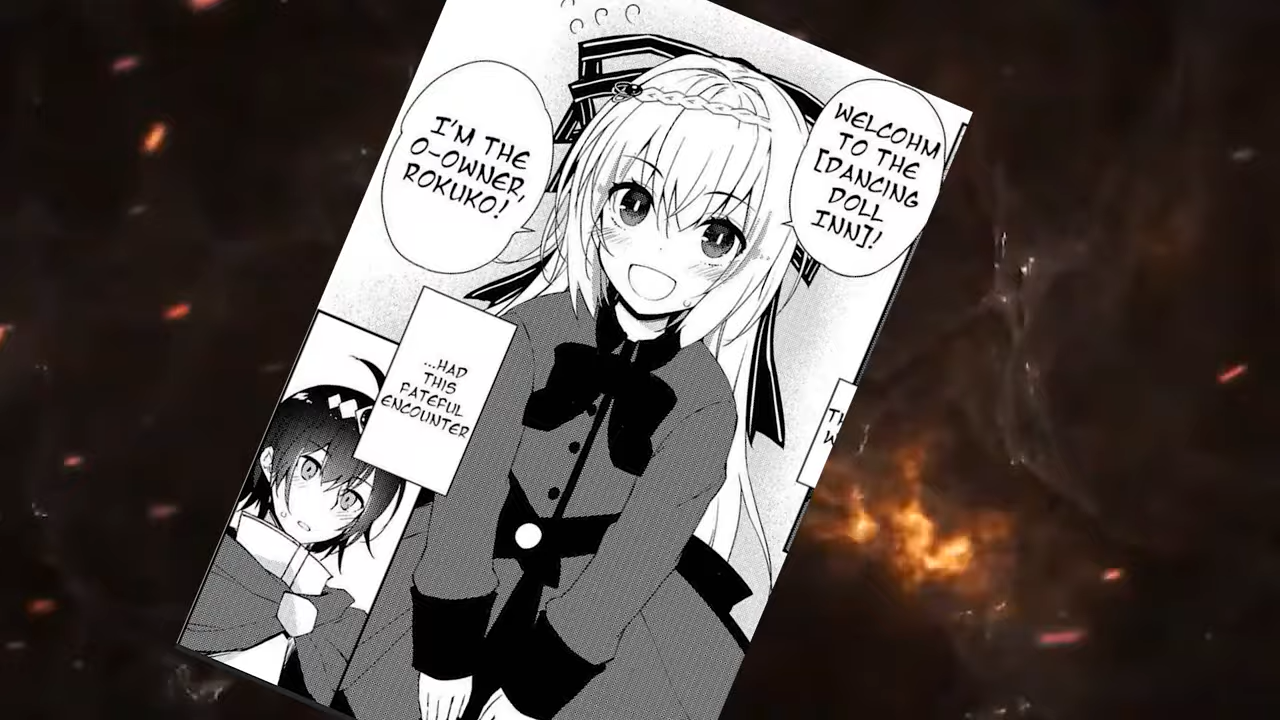 WELCOHM
TO THE
[DANCING
DOLL
INN]!
I'M THE
O-OWNER,
ROKUKO!
...HAD
THIS
FATEFUL
ENCOUNTER